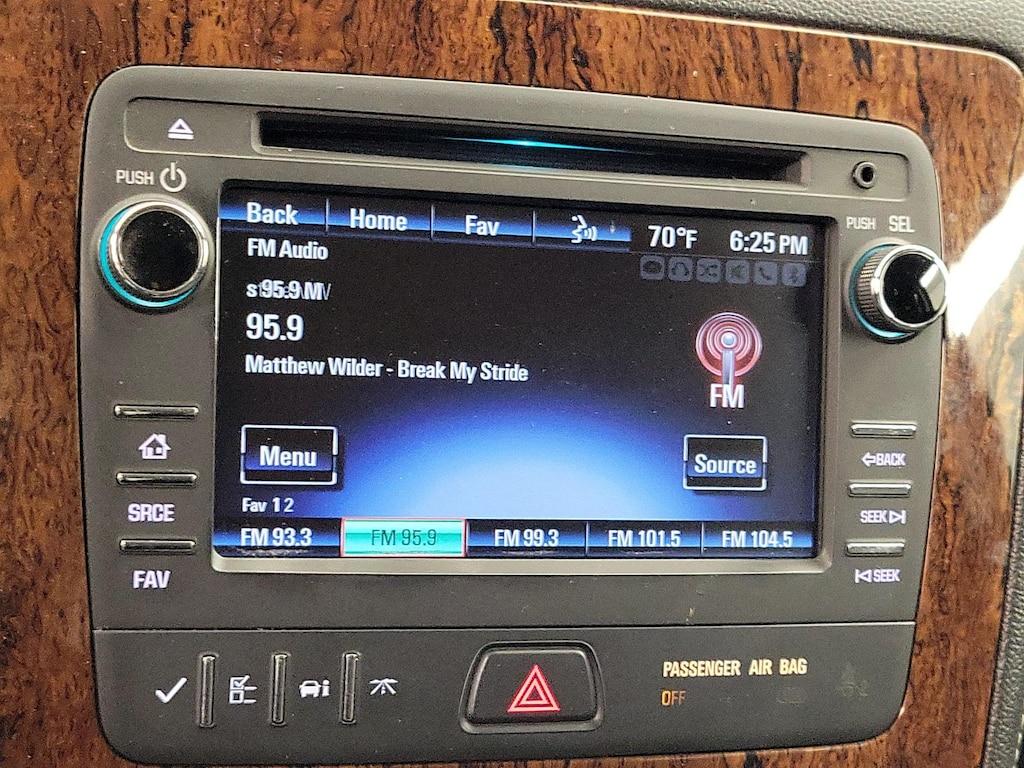 PUSH
PUSH SEL
Back Home Fav
70°F 6:25 PM
FM Audio
95.9
Matthew Wilder - Break My Stride
FM
Menu
Source
Fav 1 2
FM 93.3 FM 95.9 FM 99.3 FM 101.5 FM 104.5
SRCE
FAV
BACK
SEEK
SEEK
PASSENGER AIR BAG
OFF